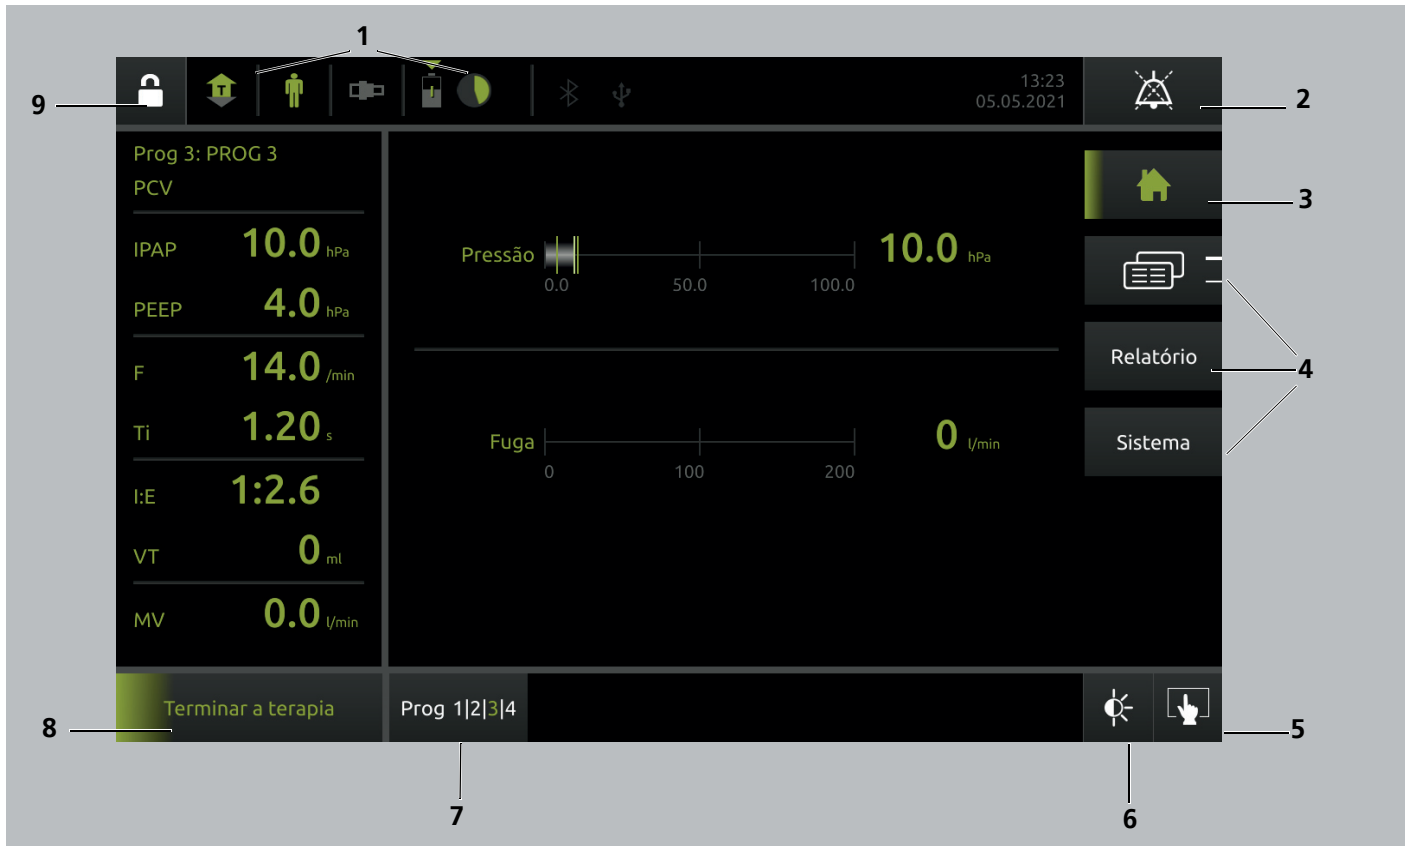 1
T
13:23
05.05.2021
2
9
Prog 3: PROG 3
PCV
IPAP 10.0 hPa
PEEP 4.0 hPa
F 14.0 /min
Ti 1.20 s
I:E 1:2.6
VT 0 ml
MV 0.0 l/min
Pressão 10.0 hPa
0.0 50.0 100.0
Fuga 0 l/min
0 100 200
3
Relatório
4
Sistema
Terminar a terapia
Prog 1|2|3|4
8
5
7
6